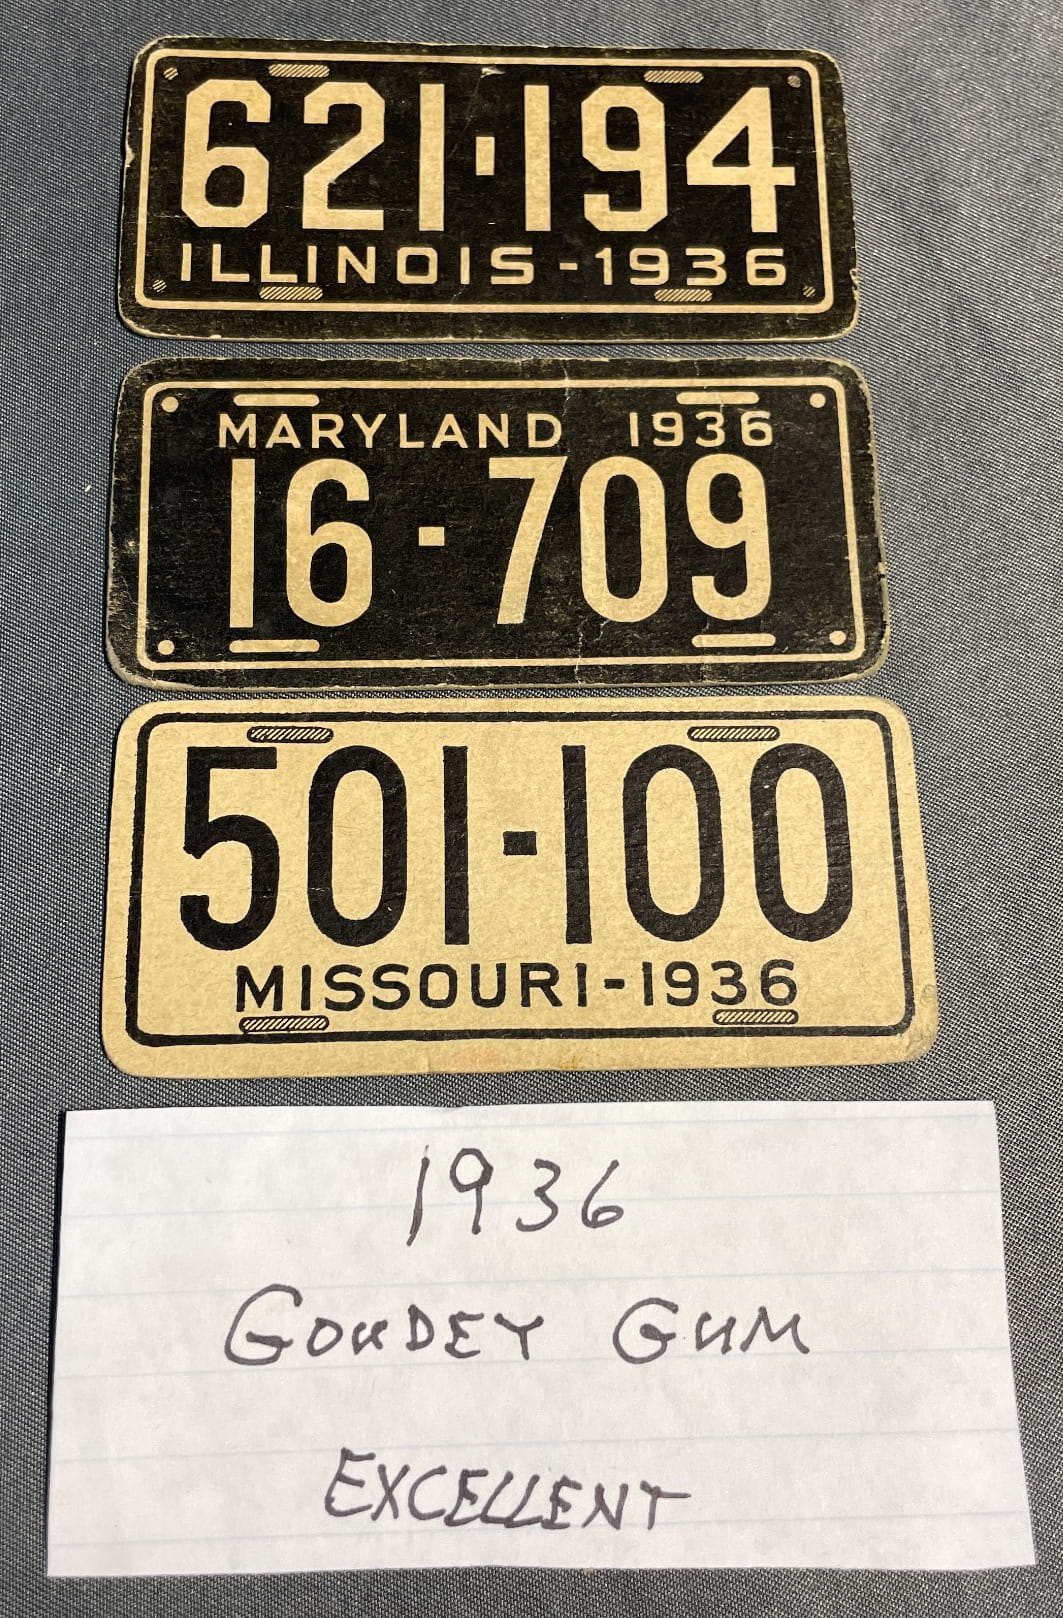 621·194
ILLINOIS-1936
MARYLAND 1936
16-709
501-100
MISSOURI-1936
1936
GOUDEY GUM
EXCELLENT